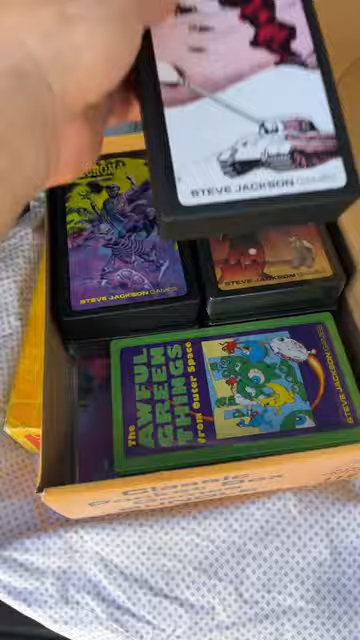 STEVE JACKSON GAMES
STEVE JACKSON GAMES
STEVE JACKSON GAMES
The
AWFUL
GREEN
THINGS
from Outer Space
STEVE JACKSON GAMES
Classic